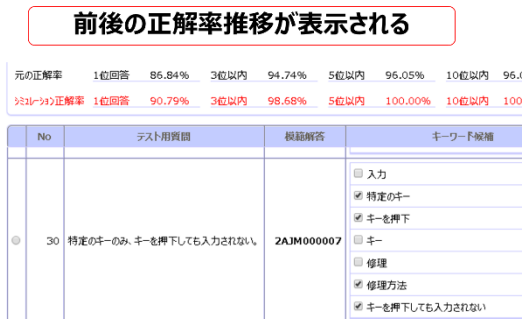 前後の正解率推移が表示される
元の正解率 1位回答 86.84% 3位以内 94.74% 5位以内 96.05% 10位以内 96.0
ｼﾐｭﾚｰｼｮﾝ正解率 1位回答 90.79% 3位以内 98.68% 5位以内 100.00% 10位以内 100
No テスト用質問 模範解答 キーワード候補
入力
特定のキー
キーを押下
30 特定のキーのみ、キーを押下しても入力されない。 2AJM000007 キー
修理
修理方法
キーを押下しても入力されない